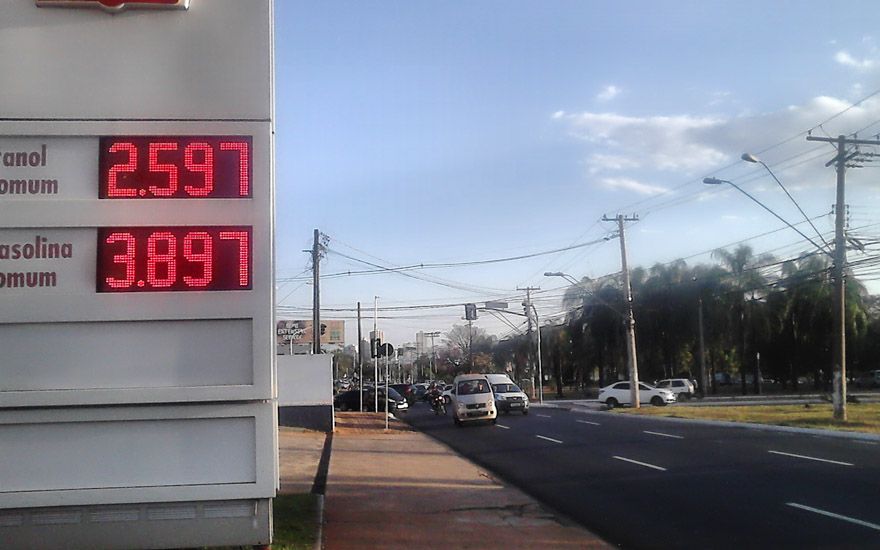 tanol 2.597
omum
asolina 3.897
omum